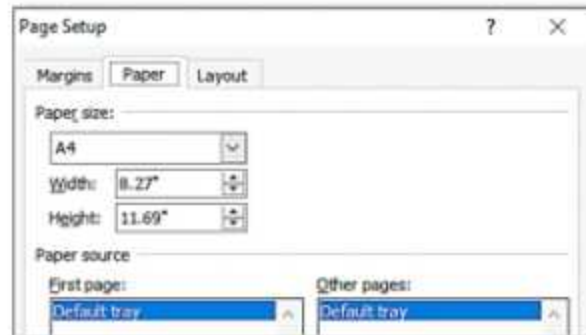 Page Setup ? ×
Margins Paper Layout
Paper size:
A4
Width: 8.27"
Height: 11.69"
Paper source
First page: Other pages:
Default tray Default tray